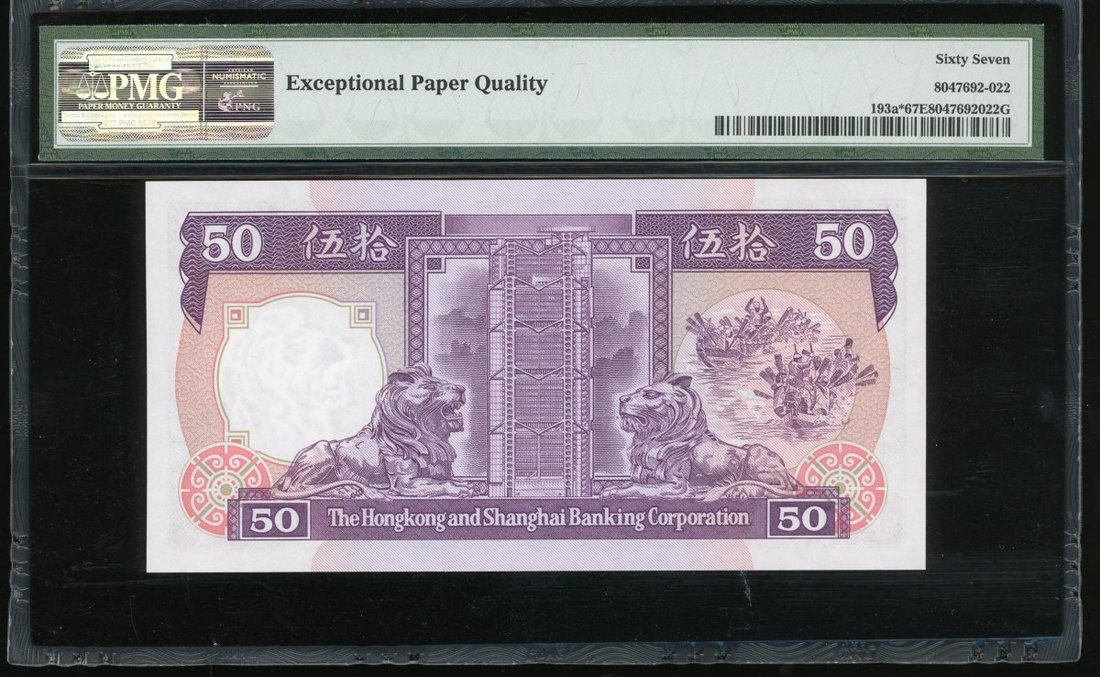 PMG
PAPER MONEY GUARANTY
NUMISMATIC
PNG
Exceptional Paper Quality
Sixty Seven
8047692-022
193a*67E8047692022G
50 伍拾
伍拾 50
50 The Hongkong and Shanghai Banking Corporation 50